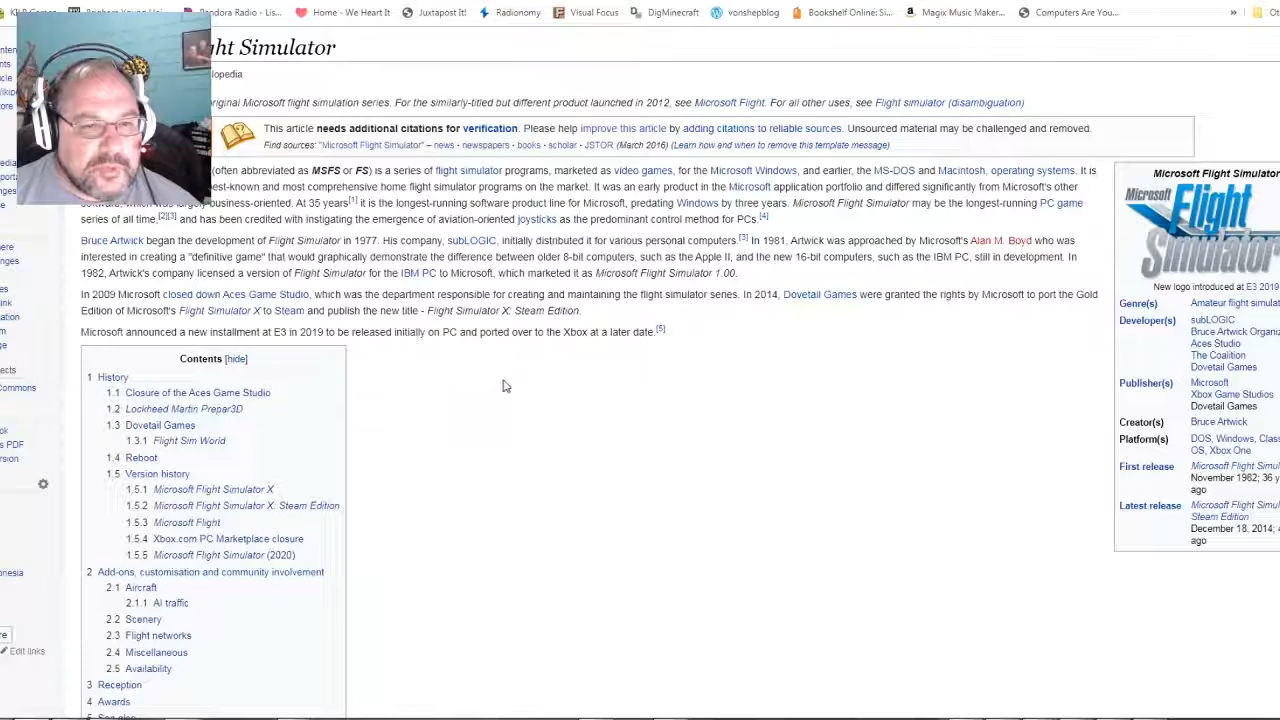 Pandora Radio - Lis...
Home - We Heart It
Juxtapost It!
Radionomy
Visual Focus
DigMinecraft
vonshepblog
Bookshelf Online: Si...
Magix Music Maker...
Computers Are You...
»
ght Simulator
lopedia
original Microsoft flight simulation series. For the similarly-titled but different product launched in 2012, see Microsoft Flight. For all other uses, see Flight simulator (disambiguation)
This article needs additional citations for verification. Please help improve this article by adding citations to reliable sources. Unsourced material may be challenged and removed.
Find sources: "Microsoft Flight Simulator" – news · newspapers · books · scholar · JSTOR (March 2016) (Learn how and when to remove this template message)
(often abbreviated as MSFS or FS) is a series of flight simulator programs, marketed as video games, for the Microsoft Windows, and earlier, the MS-DOS and Macintosh, operating systems. It is
est-known and most comprehensive home flight simulator programs on the market. It was an early product in the Microsoft application portfolio and differed significantly from Microsoft's other
business-oriented. At 35 years[1] it is the longest-running software product line for Microsoft, predating Windows by three years. Microsoft Flight Simulator may be the longest-running PC game
series of all time,[2][3] and has been credited with instigating the emergence of aviation-oriented joysticks as the predominant control method for PCs.[4]
Bruce Artwick began the development of Flight Simulator in 1977. His company, subLOGIC, initially distributed it for various personal computers.[3] In 1981, Artwick was approached by Microsoft's Alan M. Boyd who was
interested in creating a "definitive game" that would graphically demonstrate the difference between older 8-bit computers, such as the Apple II, and the new 16-bit computers, such as the IBM PC, still in development. In
1982, Artwick's company licensed a version of Flight Simulator for the IBM PC to Microsoft, which marketed it as Microsoft Flight Simulator 1.00.
In 2009 Microsoft closed down Aces Game Studio, which was the department responsible for creating and maintaining the flight simulator series. In 2014, Dovetail Games were granted the rights by Microsoft to port the Gold
Edition of Microsoft's Flight Simulator X to Steam and publish the new title - Flight Simulator X: Steam Edition.
Microsoft announced a new installment at E3 in 2019 to be released initially on PC and ported over to the Xbox at a later date.[5]
Contents [hide]
1 History
1.1 Closure of the Aces Game Studio
1.2 Lockheed Martin Prepar3D
1.3 Dovetail Games
1.3.1 Flight Sim World
1.4 Reboot
1.5 Version history
1.5.1 Microsoft Flight Simulator X
1.5.2 Microsoft Flight Simulator X: Steam Edition
1.5.3 Microsoft Flight
1.5.4 Xbox.com PC Marketplace closure
1.5.5 Microsoft Flight Simulator (2020)
2 Add-ons, customisation and community involvement
2.1 Aircraft
2.1.1 AI traffic
2.2 Scenery
2.3 Flight networks
2.4 Miscellaneous
2.5 Availability
3 Reception
4 Awards
Microsoft Flight Simulator
Microsoft Flight
Simulator
New logo introduced at E3 2019
Genre(s) Amateur flight simulat
Developer(s) subLOGIC
Bruce Artwick Organiz
Aces Studio
The Coalition
Dovetail Games
Publisher(s) Microsoft
Xbox Game Studios
Dovetail Games
Creator(s) Bruce Artwick
Platform(s) DOS, Windows, Class
OS, Xbox One
First release Microsoft Flight Simu
November 1982; 36 y
ago
Latest release Microsoft Flight Simu
Steam Edition
December 18, 2014; 4
ago
Commons
s PDF
Edit links